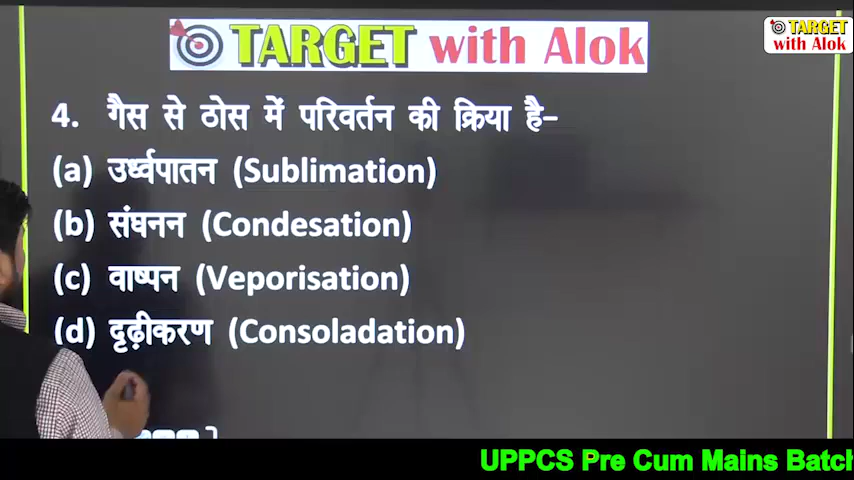 TARGET with Alok
TARGET
with Alok
4. गैस से ठोस में परिवर्तन की क्रिया है-
(a) उर्ध्वपातन (Sublimation)
(b) संघनन (Condesation)
(c) वाष्पन (Veporisation)
(d) दृढ़ीकरण (Consoladation)
UPPCS Pre Cum Mains Batch